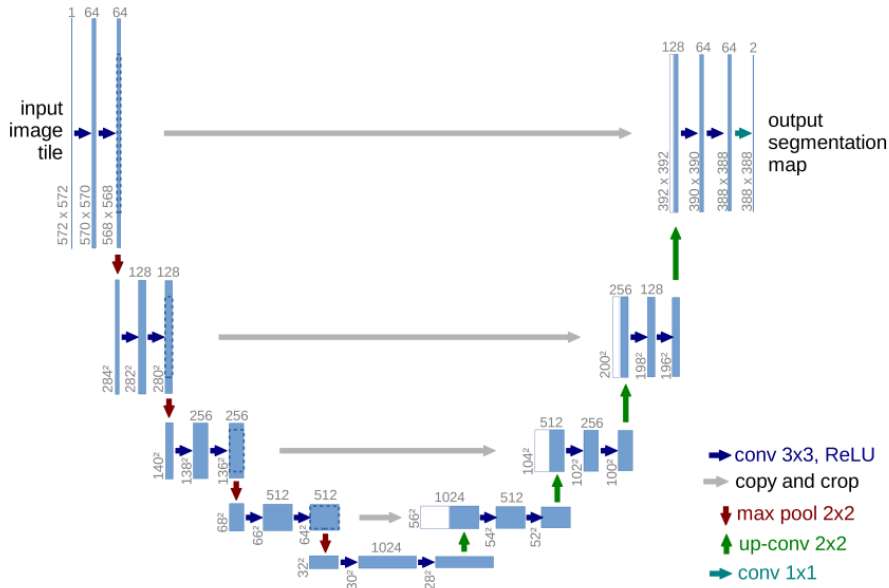 1 64 64
input
image
tile
572 x 572
570 x 570
568 x 568
128 64 64 2
output
segmentation
map
392 x 392
390 x 390
388 x 388
388 x 388
128 128
284²
282²
280²
256 128
200²
198²
196²
256 256
140²
138²
136²
512 256
104²
102²
100²
512 512
68²
66²
64²
1024 512
56²
54²
52²
1024
32²
30²
28²
conv 3x3, ReLU
copy and crop
max pool 2x2
up-conv 2x2
conv 1x1